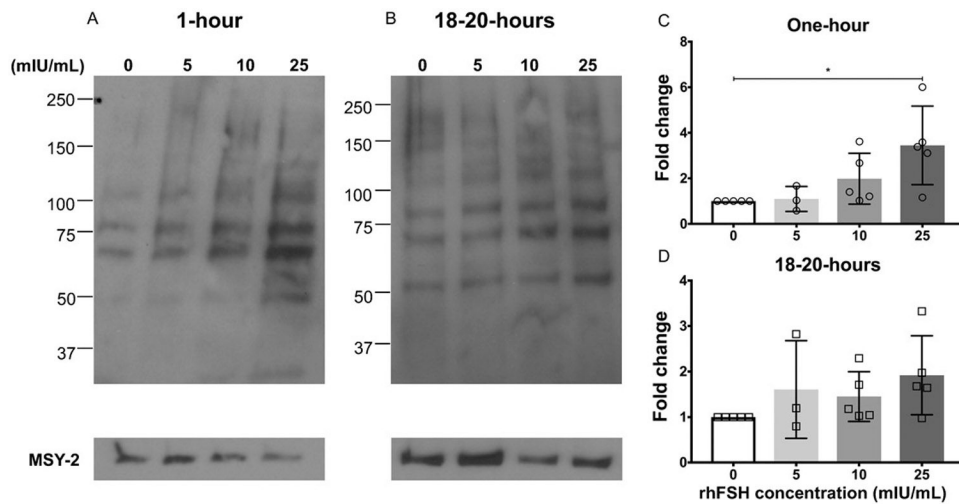 A
1-hour
(mIU/mL)
0 5 10 25
250
150
100
75
50
37
MSY-2
B
18-20-hours
0 5 10 25
250
150
100
75
50
37
C
One-hour
Fold change
8
6
4
2
0
*
0 5 10 25
D
18-20-hours
Fold change
4
3
2
1
0
0 5 10 25
rhFSH concentration (mIU/mL)